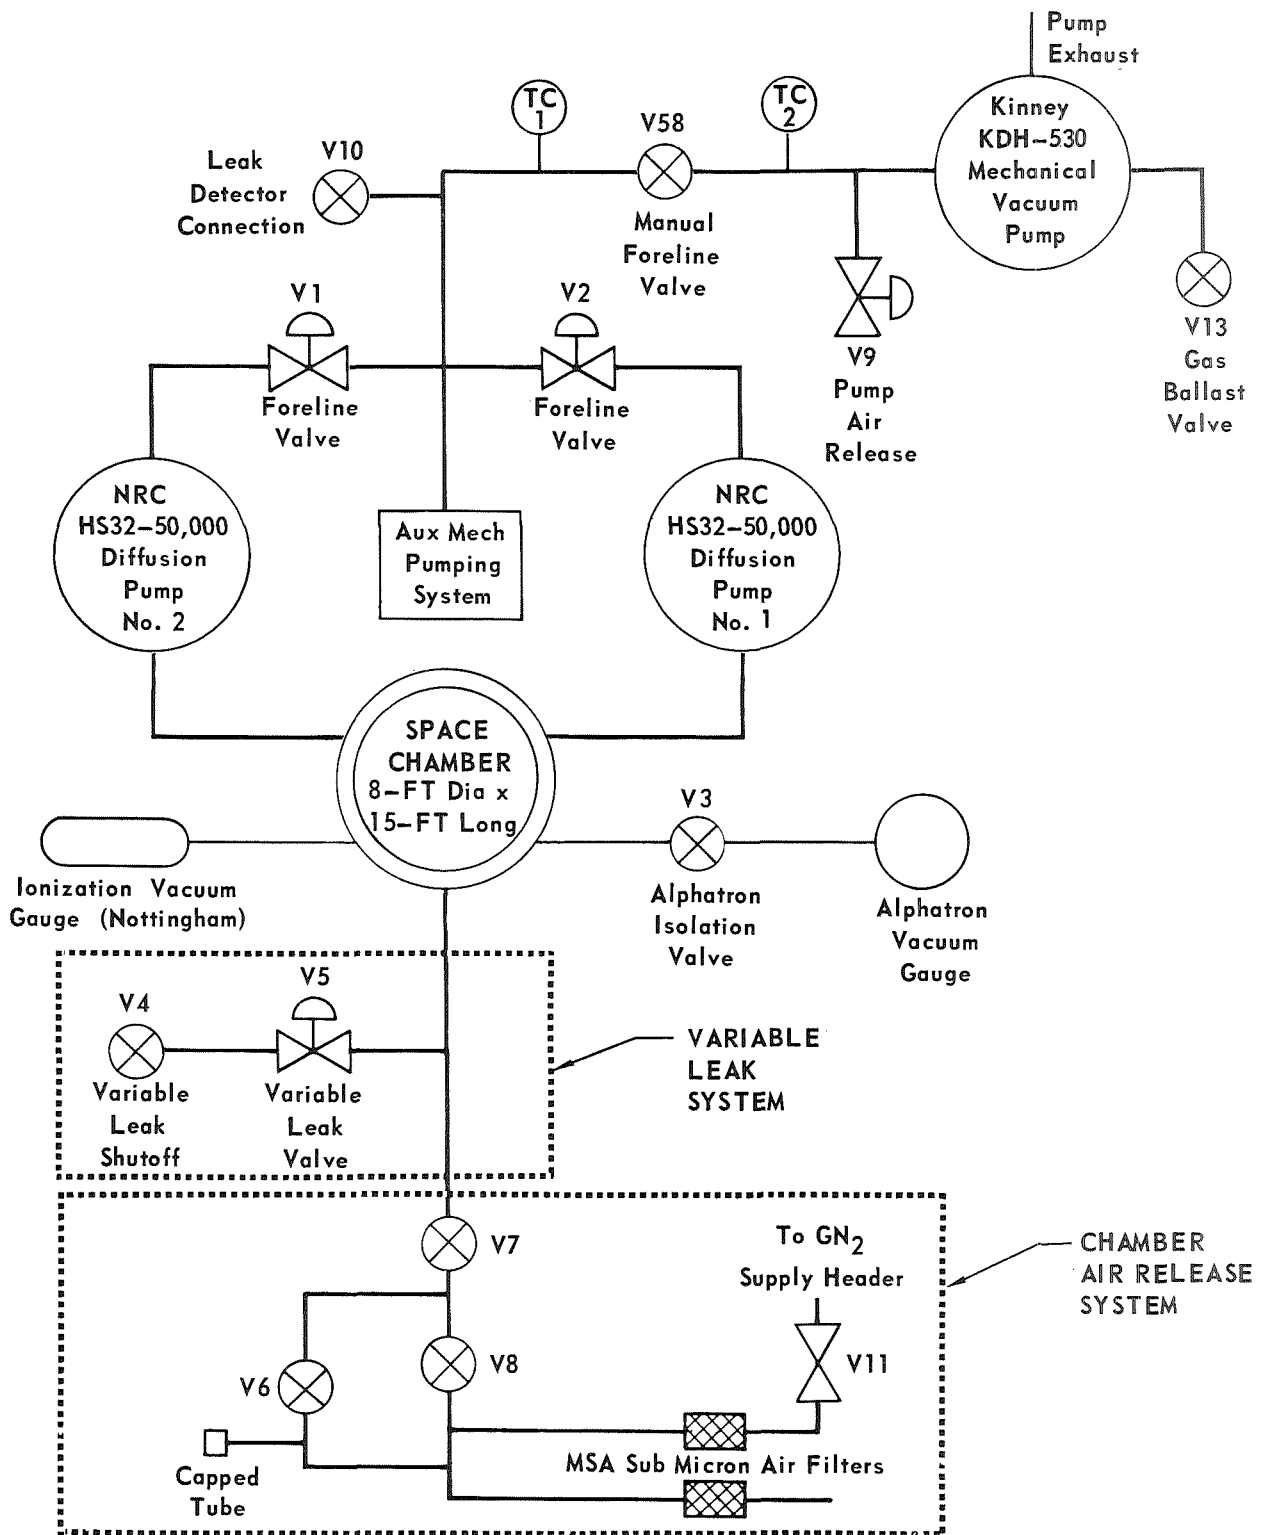 Pump
Exhaust
TC
1
TC
2
Kinney
KDH-530
Mechanical
Vacuum
Pump
V58
V10
Leak
Detector
Connection
Manual
Foreline
Valve
V1
V2
V9
Pump
Air
Release
V13
Gas
Ballast
Valve
Foreline
Valve
Foreline
Valve
NRC
HS32-50,000
Diffusion
Pump
No. 2
Aux Mech
Pumping
System
NRC
HS32-50,000
Diffusion
Pump
No. 1
SPACE
CHAMBER
8-FT Dia x
15-FT Long
V3
Ionization Vacuum
Gauge (Nottingham)
Alphatron
Isolation
Valve
Alphatron
Vacuum
Gauge
V5
V4
Variable
Leak
Shutoff
Variable
Leak
Valve
VARIABLE
LEAK
SYSTEM
V7
To GN2
Supply Header
CHAMBER
AIR RELEASE
SYSTEM
V8
V11
V6
MSA Sub Micron Air Filters
Capped
Tube